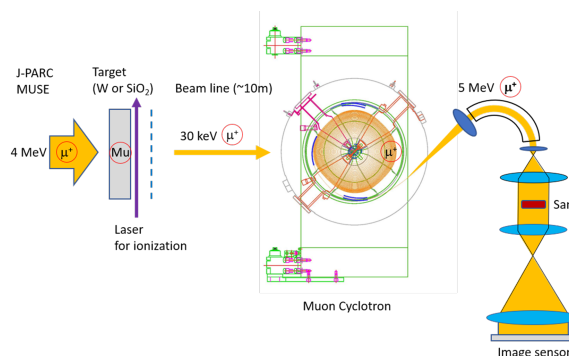 J-PARC
MUSE
Target
(W or SiO2)
Beam line (~10m)
5 MeV μ+
4 MeV μ+
Mu
30 keV μ+
μ+
Laser
for ionization
Muon Cyclotron
Image sensor